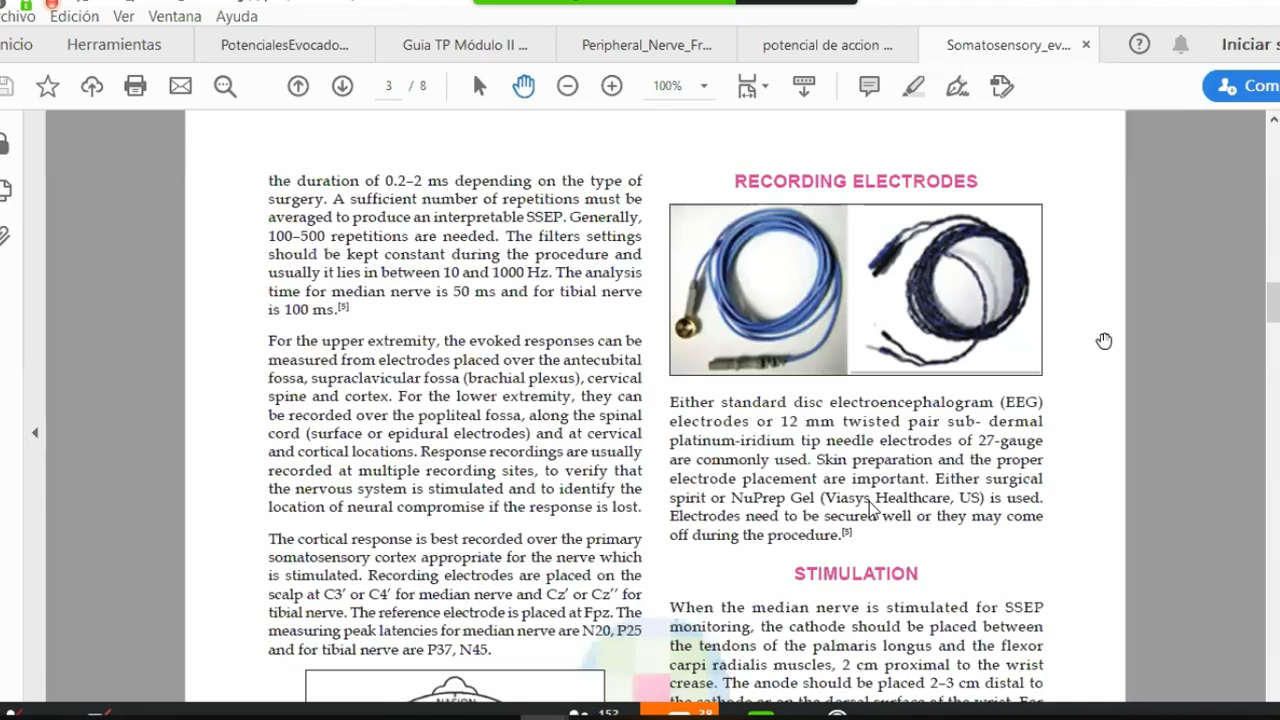 rchivo Edición Ver Ventana Ayuda
nicio Herramientas PotencialesEvocado... Guia TP Módulo II ... Peripheral_Nerve_Fr... potencial de accion ... Somatosensory_ev... × ? Iniciar s
3 / 8 100% Com
the duration of 0.2–2 ms depending on the type of
surgery. A sufficient number of repetitions must be
averaged to produce an interpretable SSEP. Generally,
100–500 repetitions are needed. The filters settings
should be kept constant during the procedure and
usually it lies in between 10 and 1000 Hz. The analysis
time for median nerve is 50 ms and for tibial nerve
is 100 ms.[5]
For the upper extremity, the evoked responses can be
measured from electrodes placed over the antecubital
fossa, supraclavicular fossa (brachial plexus), cervical
spine and cortex. For the lower extremity, they can
be recorded over the popliteal fossa, along the spinal
cord (surface or epidural electrodes) and at cervical
and cortical locations. Response recordings are usually
recorded at multiple recording sites, to verify that
the nervous system is stimulated and to identify the
location of neural compromise if the response is lost.
The cortical response is best recorded over the primary
somatosensory cortex appropriate for the nerve which
is stimulated. Recording electrodes are placed on the
scalp at C3′ or C4′ for median nerve and Cz′ or Cz″ for
tibial nerve. The reference electrode is placed at Fpz. The
measuring peak latencies for median nerve are N20, P25
and for tibial nerve are P37, N45.
NASION
RECORDING ELECTRODES
Either standard disc electroencephalogram (EEG)
electrodes or 12 mm twisted pair sub- dermal
platinum-iridium tip needle electrodes of 27-gauge
are commonly used. Skin preparation and the proper
electrode placement are important. Either surgical
spirit or NuPrep Gel (Viasys Healthcare, US) is used.
Electrodes need to be secured well or they may come
off during the procedure.[5]
STIMULATION
When the median nerve is stimulated for SSEP
monitoring, the cathode should be placed between
the tendons of the palmaris longus and the flexor
carpi radialis muscles, 2 cm proximal to the wrist
crease. The anode should be placed 2–3 cm distal to
the cathode or on the dorsal surface of the wrist. For
153 38